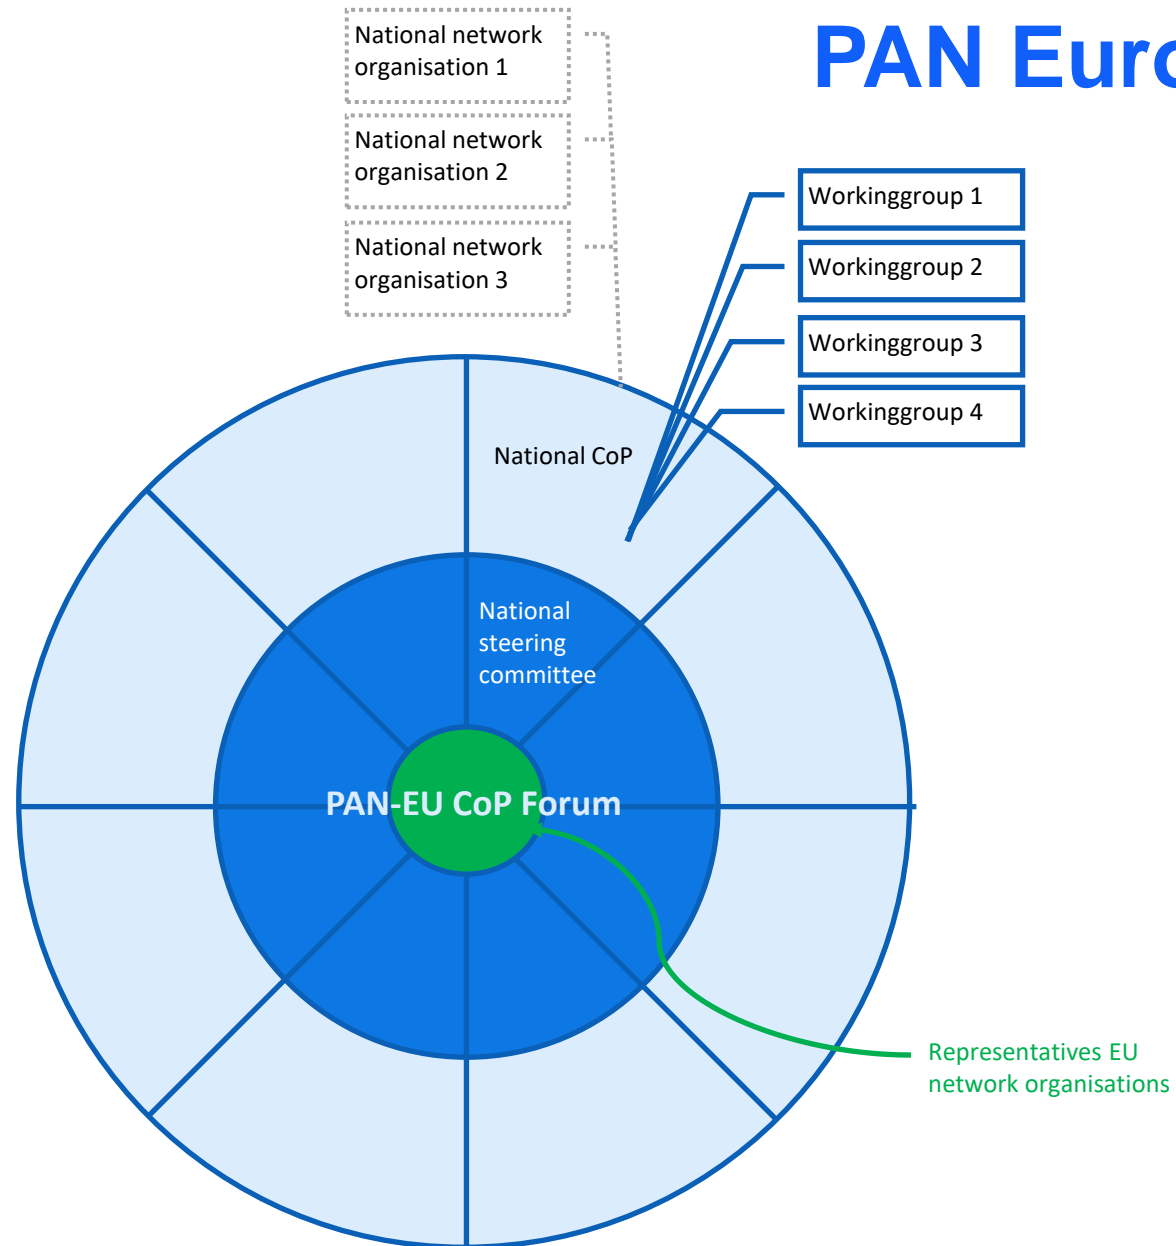 PAN Euro
National network
organisation 1
National network
organisation 2
National network
organisation 3
Workinggroup 1
Workinggroup 2
Workinggroup 3
Workinggroup 4
National CoP
National
steering
committee
PAN-EU CoP Forum
Representatives EU
network organisations